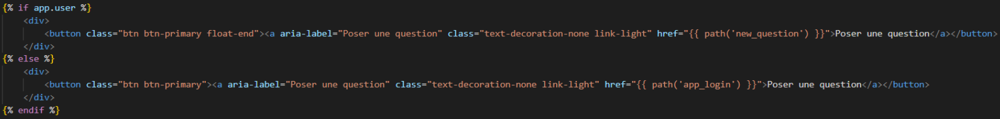 {% if app.user %}
<div>
<button class="btn btn-primary float-end"><a aria-label="Poser une question" class="text-decoration-none link-light" href="{{ path('new_question') }}">Poser une question</a></button>
</div>
{% else %}
<div>
<button class="btn btn-primary"><a aria-label="Poser une question" class="text-decoration-none link-light" href="{{ path('app_login') }}">Poser une question</a></button>
</div>
{% endif %}